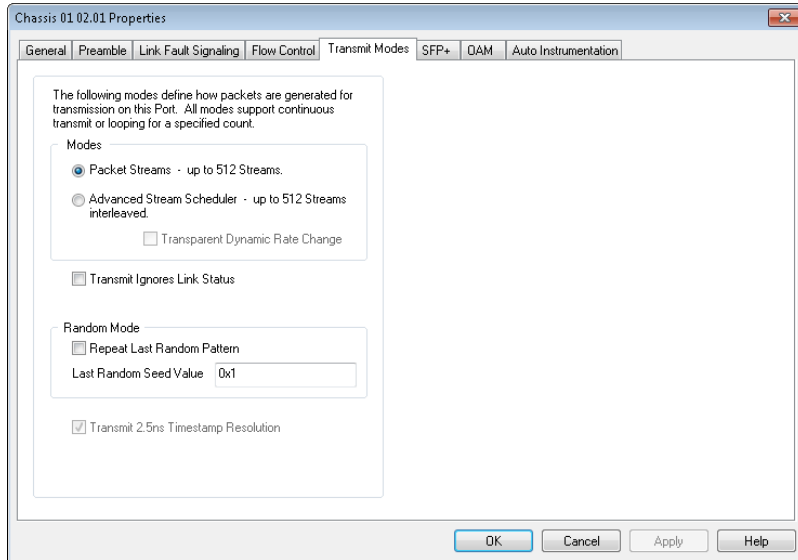 Chassis 01 02.01 Properties
General Preamble Link Fault Signaling Flow Control Transmit Modes SFP+ OAM Auto Instrumentation
The following modes define how packets are generated for
transmission on this Port. All modes support continuous
transmit or looping for a specified count.
Modes
Packet Streams - up to 512 Streams.
Advanced Stream Scheduler - up to 512 Streams
interleaved.
Transparent Dynamic Rate Change
Transmit Ignores Link Status
Random Mode
Repeat Last Random Pattern
Last Random Seed Value 0x1
Transmit 2.5ns Timestamp Resolution
OK Cancel Apply Help